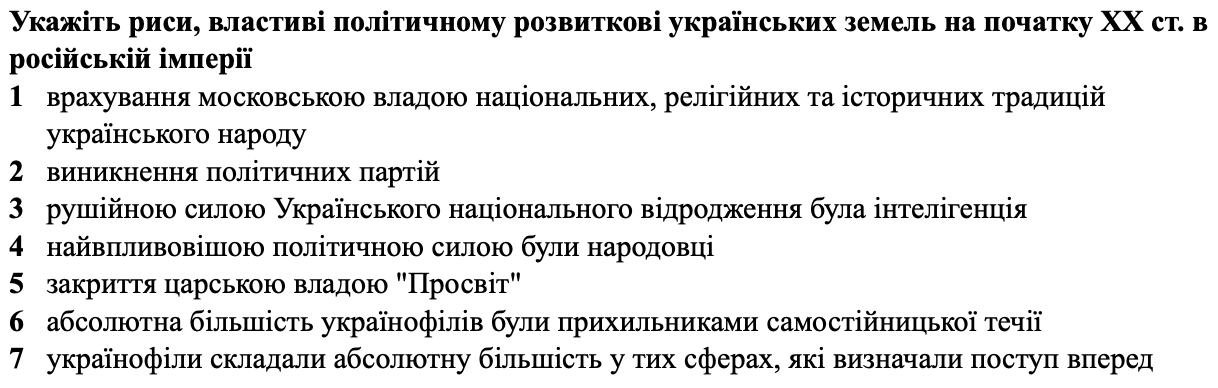 Укажіть риси, властиві політичному розвиткові українських земель на початку ХХ ст. в
російській імперії
1 врахування московською владою національних, релігійних та історичних традицій
українського народу
2 виникнення політичних партій
3 рушійною силою Українського національного відродження була інтелігенція
4 найвпливовішою політичною силою були народовці
5 закриття царською владою "Просвіт"
6 абсолютна більшість українофілів були прихильниками самостійницької течії
7 українофіли складали абсолютну більшість у тих сферах, які визначали поступ вперед